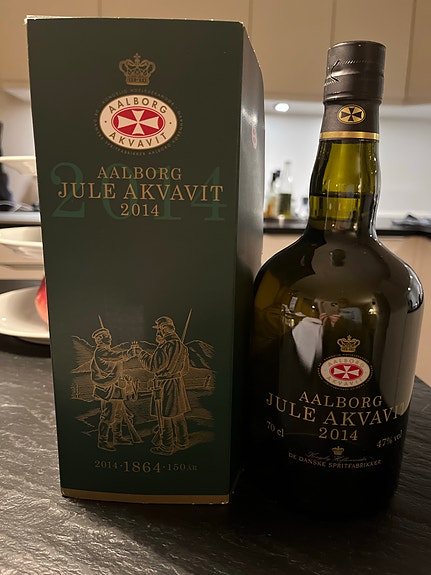 AALBORG
AKVAVIT
2014
AALBORG
JULE AKVAVIT
2014
2014 · 1864 · 150 ÅR
AALBORG
AKVAVIT
AALBORG
JULE AKVAVIT
2014
70 cl
47% vol
DE DANSKE SPRITFABRIKKER